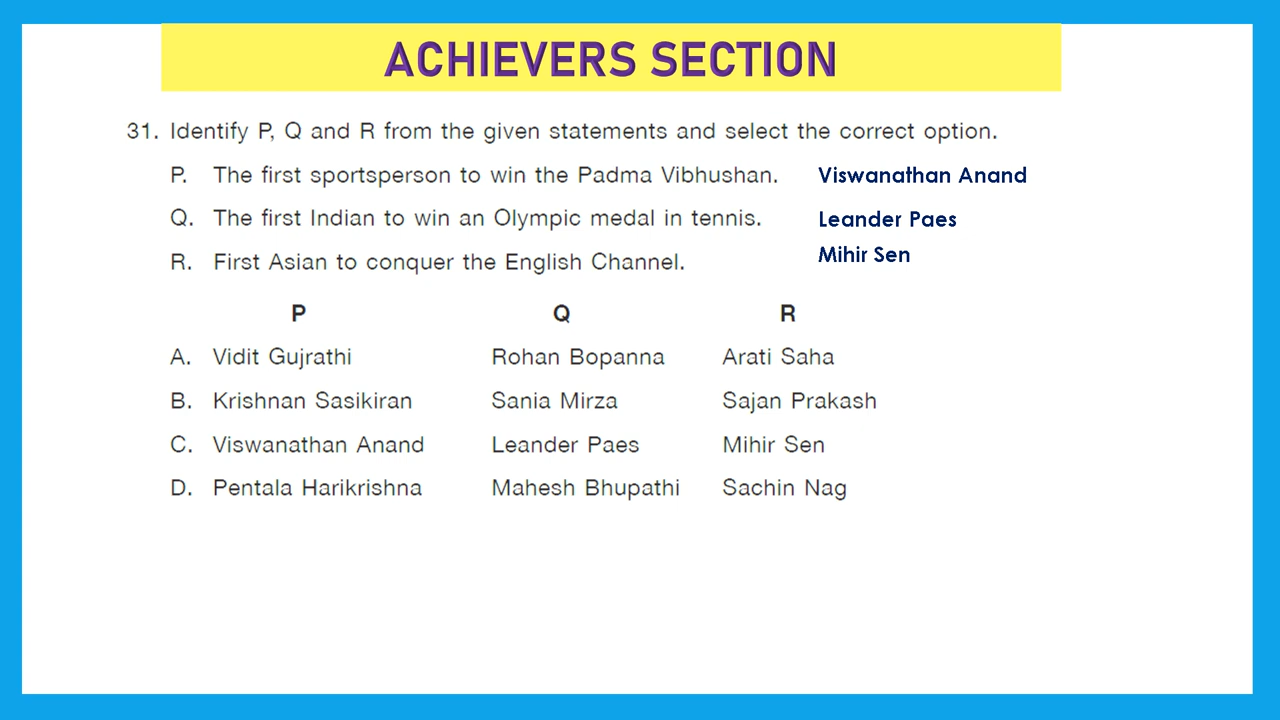 ACHIEVERS SECTION
31. Identify P, Q and R from the given statements and select the correct option.
P. The first sportsperson to win the Padma Vibhushan. Viswanathan Anand
Q. The first Indian to win an Olympic medal in tennis. Leander Paes
R. First Asian to conquer the English Channel. Mihir Sen
P Q R
A. Vidit Gujrathi Rohan Bopanna Arati Saha
B. Krishnan Sasikiran Sania Mirza Sajan Prakash
C. Viswanathan Anand Leander Paes Mihir Sen
D. Pentala Harikrishna Mahesh Bhupathi Sachin Nag